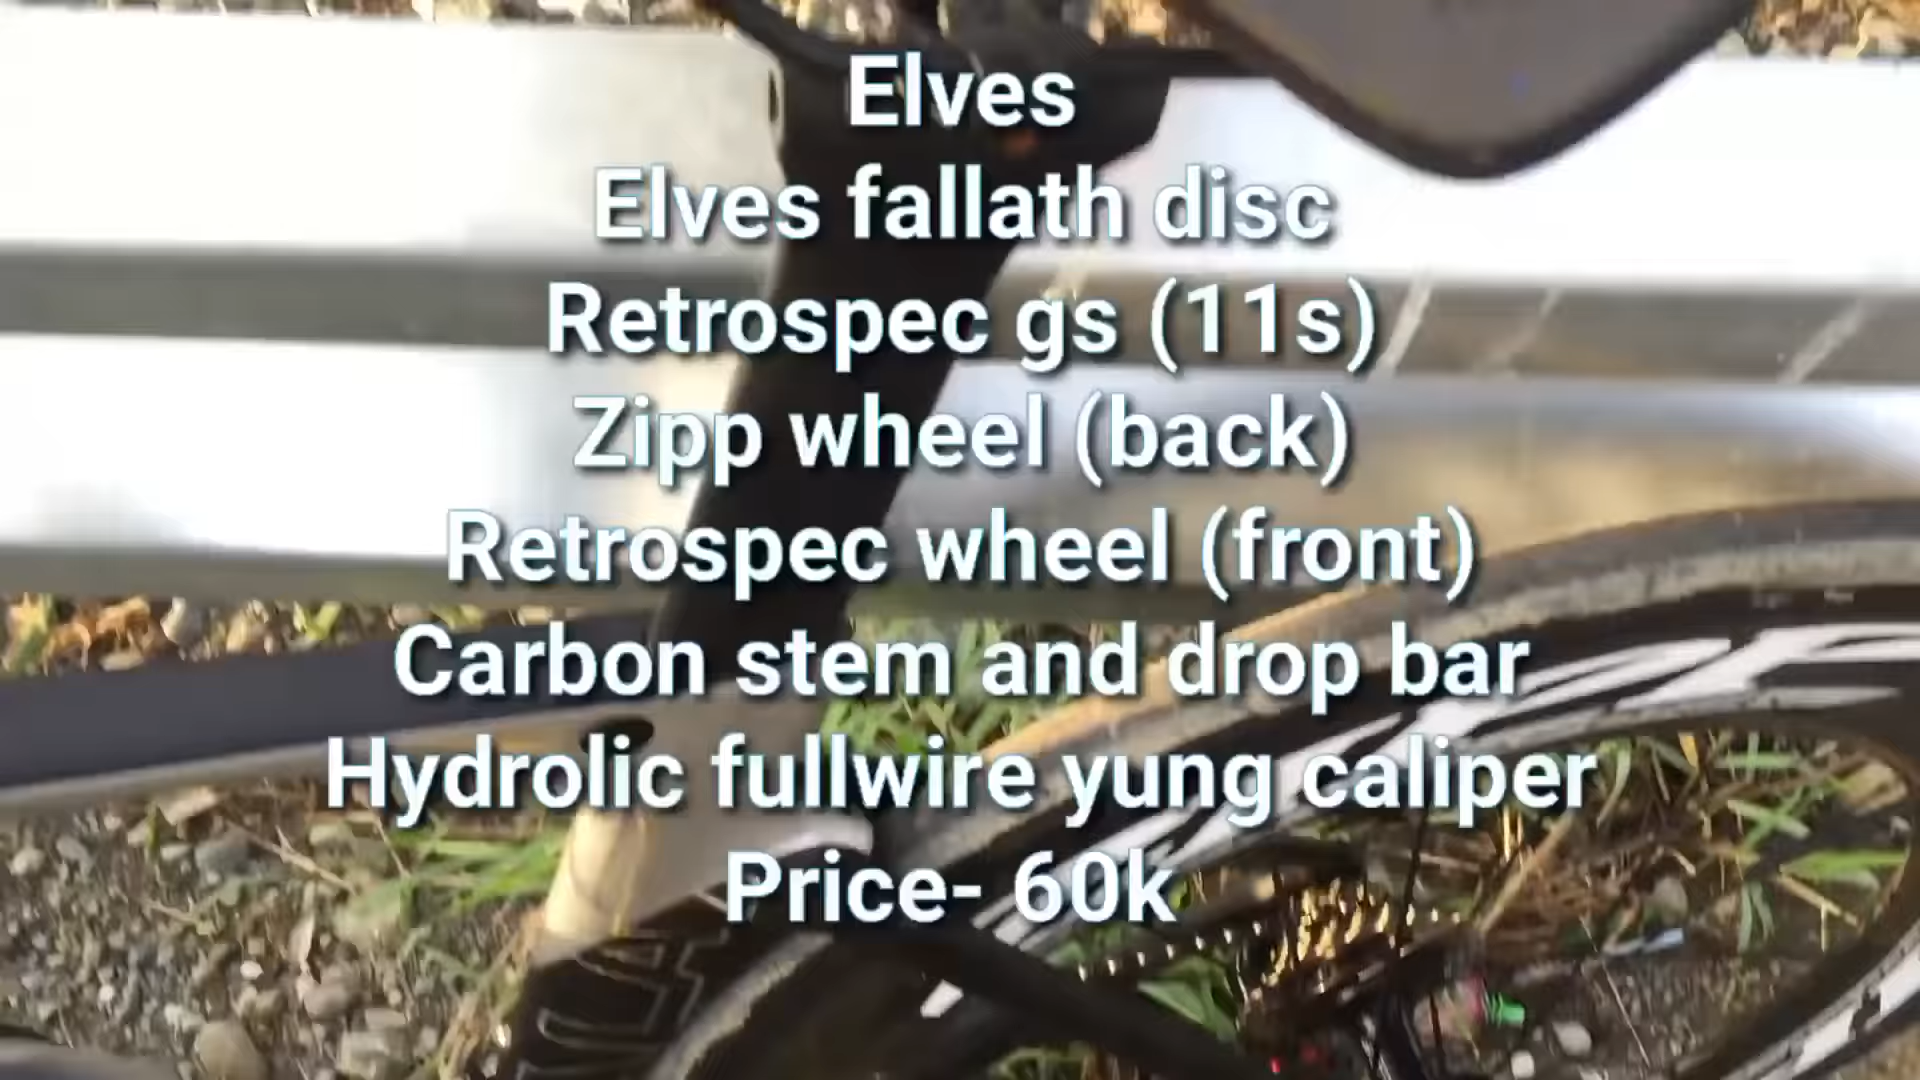 Elves
Elves fallath disc
Retrospec gs (11s)
Zipp wheel (back)
Retrospec wheel (front)
Carbon stem and drop bar
Hydrolic fullwire yung caliper
Price- 60k